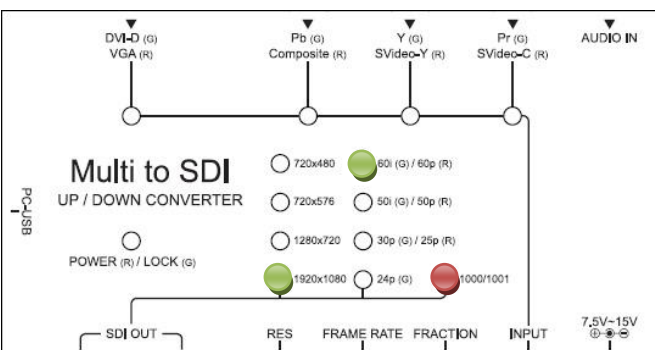 DVI-D (G)
VGA (R)
Pb (G)
Composite (R)
Y (G)
SVideo-Y (R)
Pr (G)
SVideo-C (R)
AUDIO IN
Multi to SDI
UP / DOWN CONVERTER
PC-USB
POWER (R) / LOCK (G)
720x480
720x576
1280x720
1920x1080
60i (G) / 60p (R)
50i (G) / 50p (R)
30p (G) / 25p (R)
24p (G)
1000/1001
SDI OUT
RES
FRAME RATE
FRACTION
INPUT
7.5V~15V